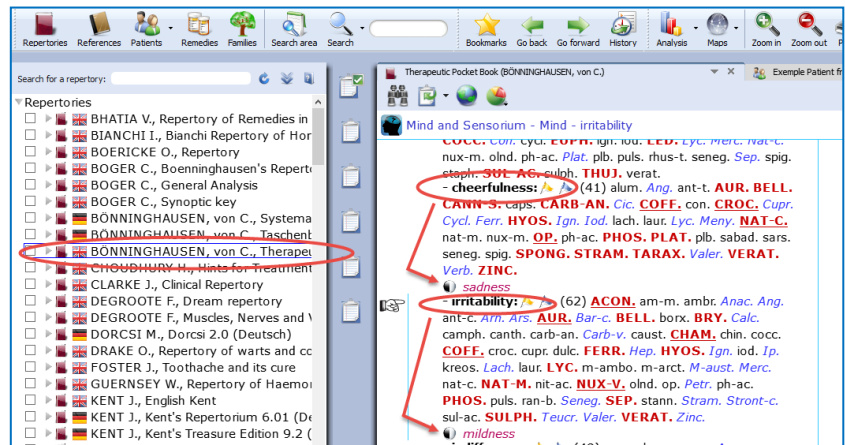 Repertories References Patients Remedies Families Search area Search Bookmarks Go back Go forward History Analysis Maps Zoom in Zoom out
Search for a repertory:
Repertories
BHATIA V., Repertory of Remedies in
BIANCHI I., Bianchi Repertory of Hor
BOERICKE O., Repertory
BOGER C., Boenninghausen's Reperto
BOGER C., General Analysis
BOGER C., Synoptic key
BÖNNINGHAUSEN, von C., Systema
BÖNNINGHAUSEN, von C., Taschenb
BÖNNINGHAUSEN, von C., Therapeu
CHOUDHURY H., Hints for Treatment
CLARKE J., Clinical Repertory
DEGROOTE F., Dream repertory
DEGROOTE F., Muscles, Nerves and V
DORCSI M., Dorcsi 2.0 (Deutsch)
DRAKE O., Repertory of warts and co
FOSTER J., Toothache and its cure
GUERNSEY W., Repertory of Haemor
KENT J., English Kent
KENT J., Kent's Repertorium 6.01 (De
KENT J., Kent's Treasure Edition 9.2 (
Therapeutic Pocket Book (BÖNNINGHAUSEN, von C.) Exemple Patient fr
Mind and Sensorium - Mind - irritability
COCC. Con. cycl. EUPH. ign. iod. LED. Lyc. Merc. Nat-c.
nux-m. olnd. ph-ac. Plat. plb. puls. rhus-t. seneg. Sep. spig.
staph. SUL-AC. sulph. THUJ. verat.
- cheerfulness: (41) alum. Ang. ant-t. AUR. BELL.
CANN-S. caps. CARB-AN. Cic. COFF. con. CROC. Cupr.
Cycl. Ferr. HYOS. Ign. Iod. lach. laur. Lyc. Meny. NAT-C.
nat-m. nux-m. OP. ph-ac. PHOS. PLAT. plb. sabad. sars.
seneg. spig. SPONG. STRAM. TARAX. Valer. VERAT.
Verb. ZINC.
sadness
- irritability: (62) ACON. am-m. ambr. Anac. Ang.
ant-c. Arn. Ars. AUR. Bar-c. BELL. borx. BRY. Calc.
camph. canth. carb-an. Carb-v. caust. CHAM. chin. cocc.
COFF. croc. cupr. dulc. FERR. Hep. HYOS. Ign. iod. Ip.
kreos. Lach. laur. LYC. m-ambo. m-arct. M-aust. Merc.
nat-c. NAT-M. nit-ac. NUX-V. olnd. op. Petr. ph-ac.
PHOS. puls. ran-b. Seneg. SEP. stann. Stram. Stront-c.
sul-ac. SULPH. Teucr. Valer. VERAT. Zinc.
mildness